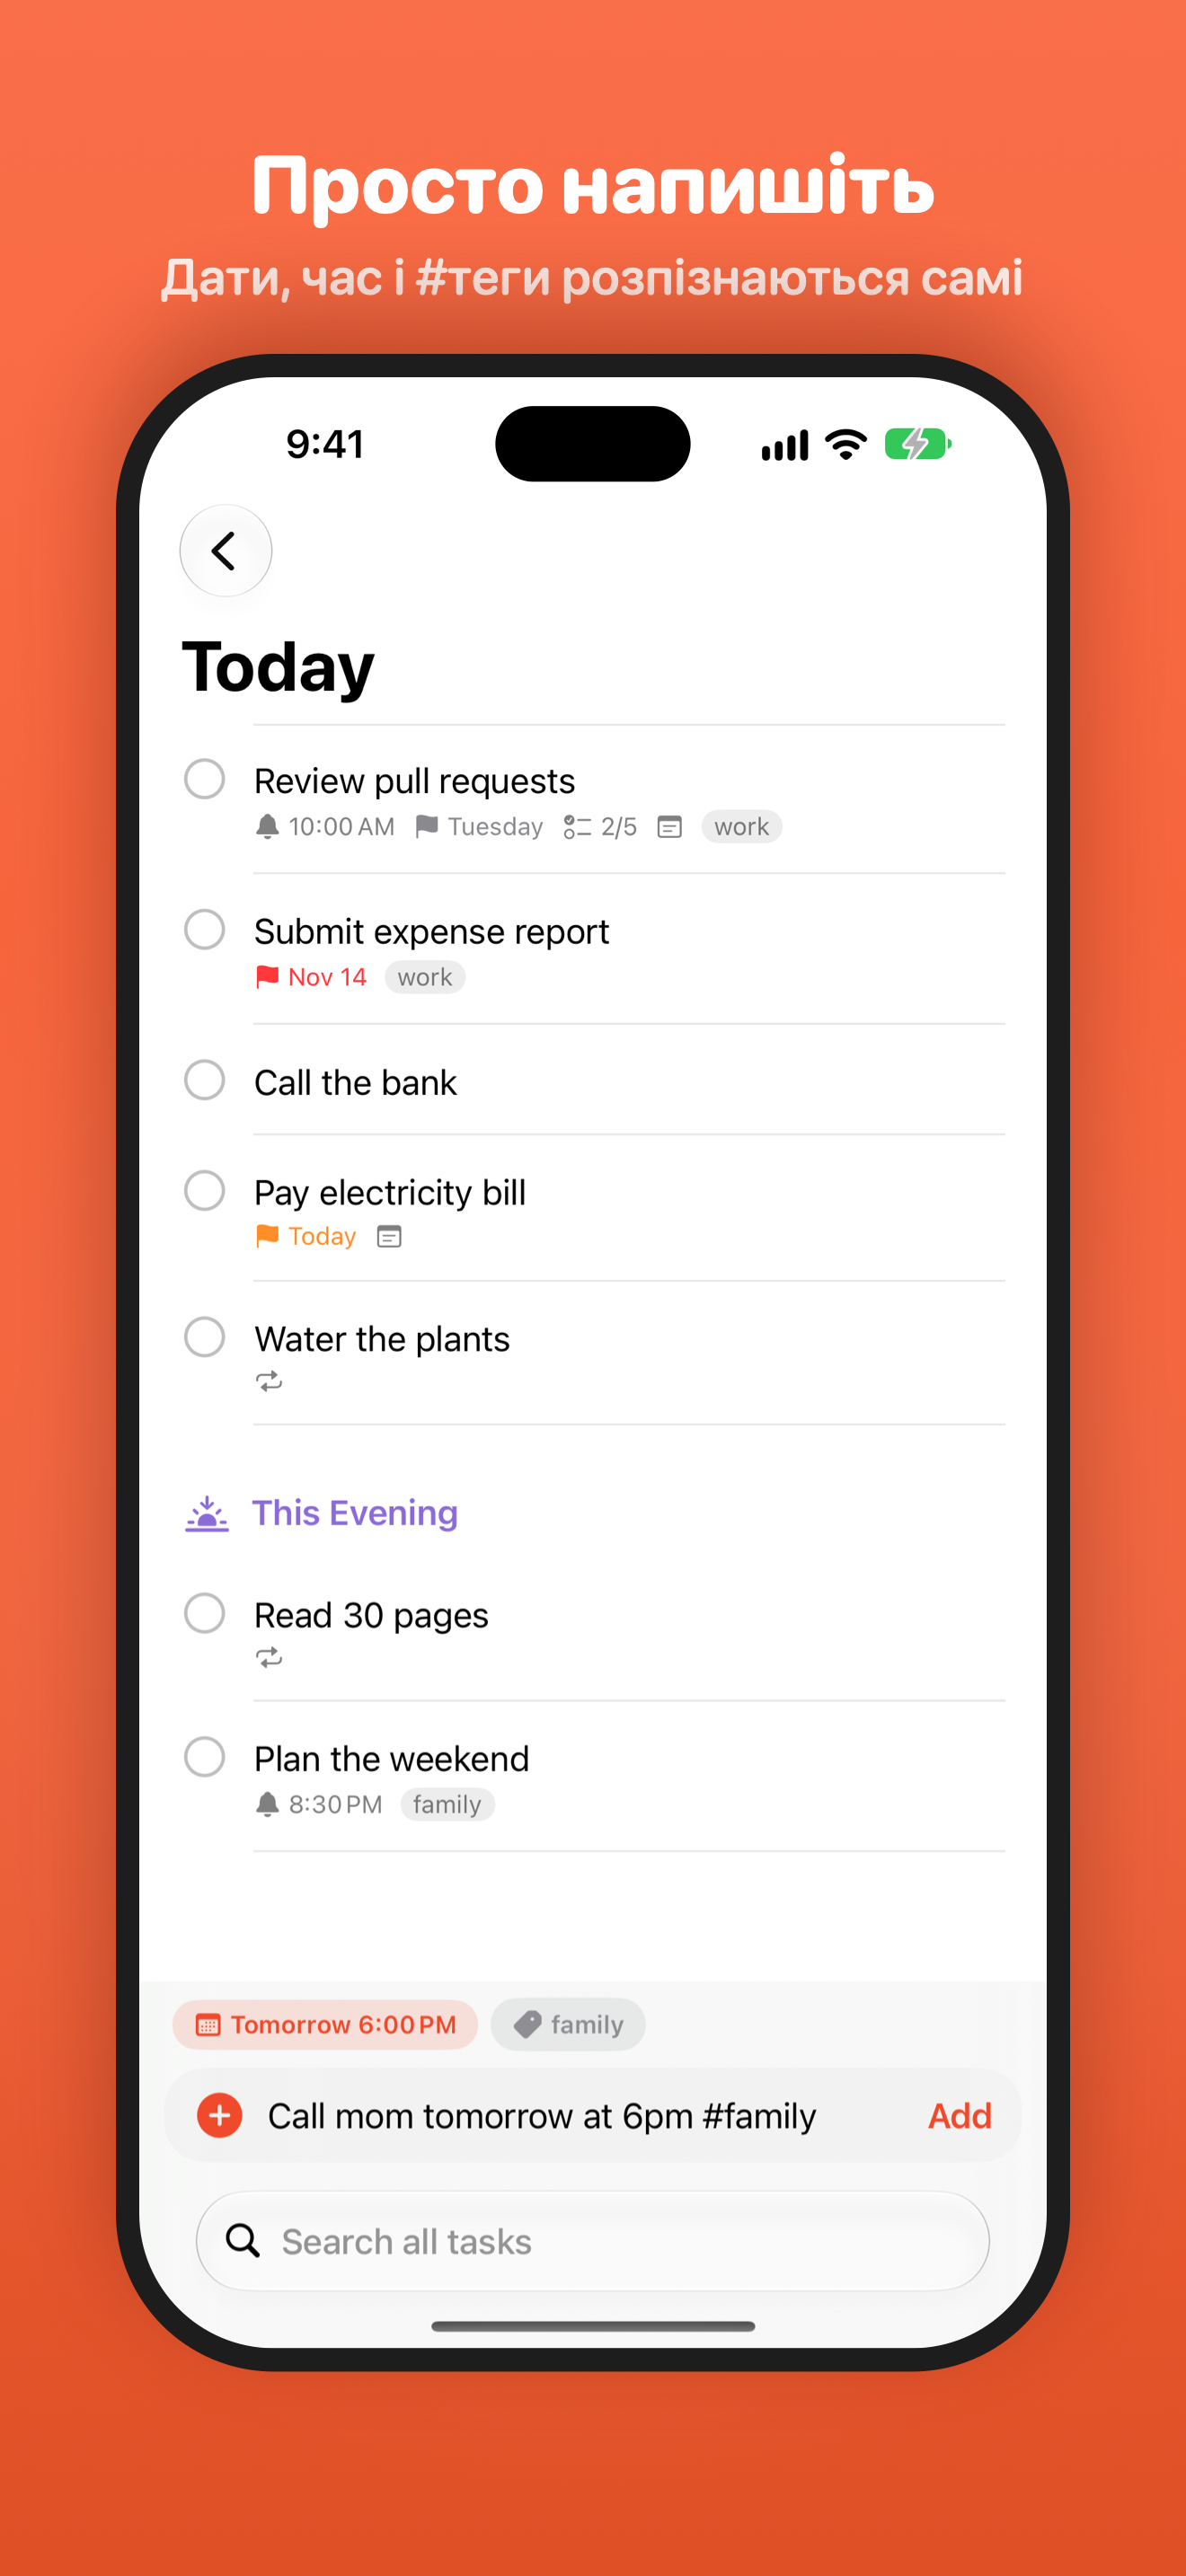 Просто напишіть
Дати, час і #теги розпізнаються самі
9:41
Today
Review pull requests
10:00 AM Tuesday 2/5 work
Submit expense report
Nov 14 work
Call the bank
Pay electricity bill
Today
Water the plants
This Evening
Read 30 pages
Plan the weekend
8:30 PM family
Tomorrow 6:00 PM family
Call mom tomorrow at 6pm #family Add
Search all tasks